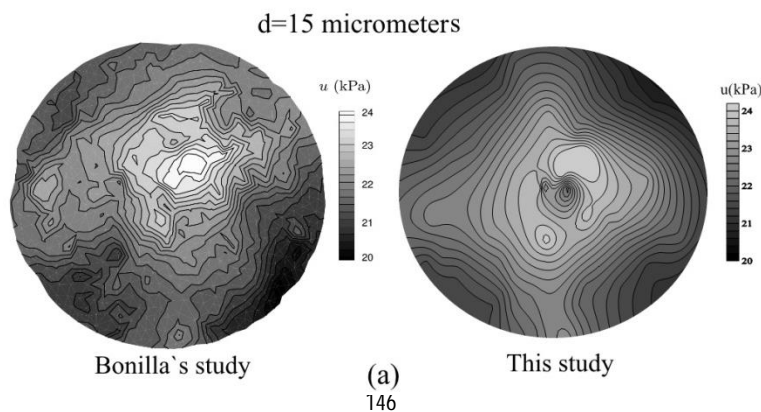 d=15 micrometers
u (kPa)
24
23
22
21
20
Bonilla`s study
u(kPa)
24
23
22
21
20
This study
(a)
146